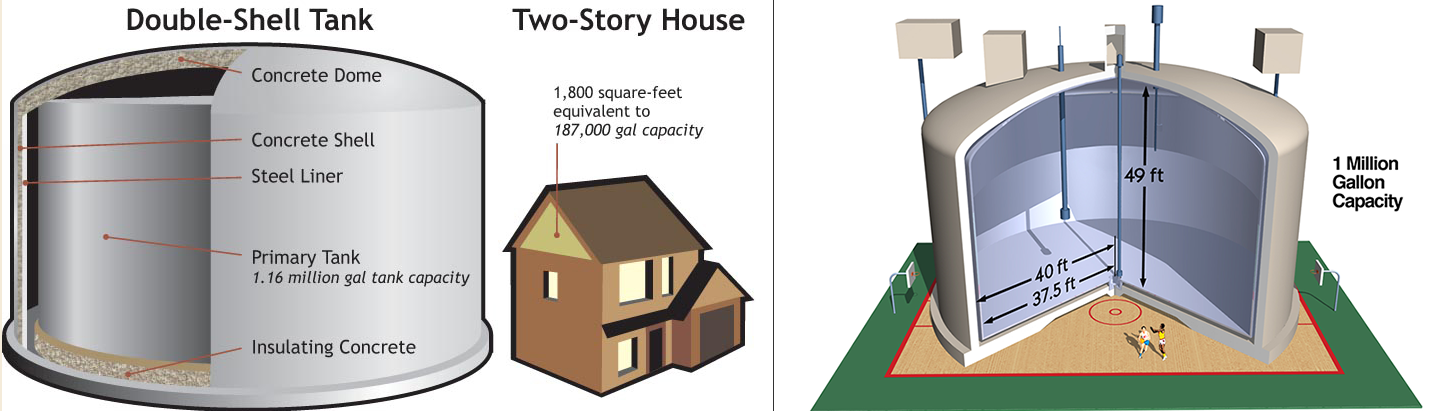 Double-Shell Tank
Concrete Dome
Concrete Shell
Steel Liner
Primary Tank
1.16 million gal tank capacity
Insulating Concrete
Two-Story House
1,800 square-feet
equivalent to
187,000 gal capacity
49 ft
40 ft
37.5 ft
1 Million
Gallon
Capacity